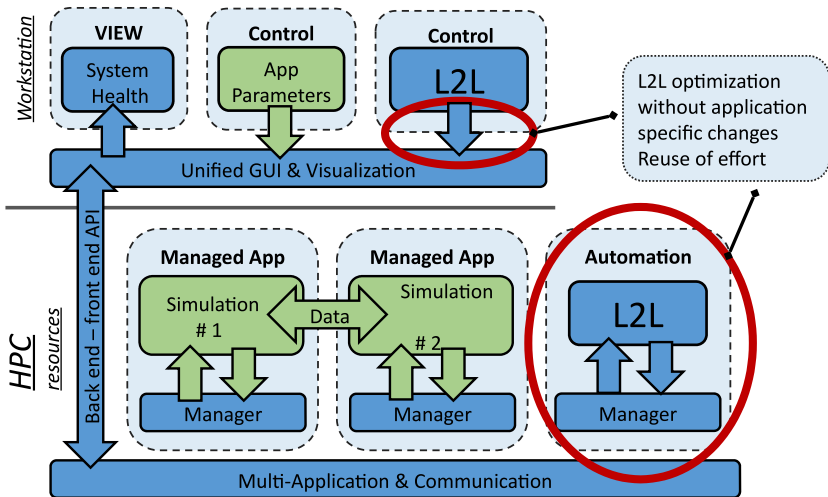 Workstation
VIEW
System
Health
Control
App
Parameters
Control
L2L
L2L optimization
without application
specific changes
Reuse of effort
Unified GUI & Visualization
HPC
resources
Back end – front end API
Managed App
Simulation
# 1
Data
Managed App
Simulation
# 2
Automation
L2L
Manager
Manager
Manager
Multi-Application & Communication